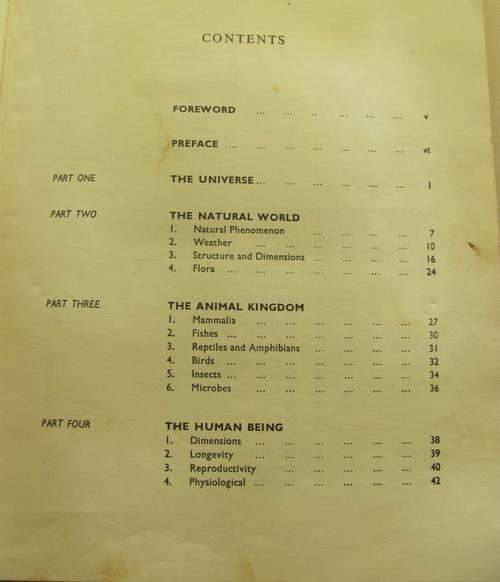 CONTENTS
FOREWORD ... ... .. ... ... ... v
PREFACE ... ... ... ... ... ... vi
PART ONE THE UNIVERSE ... ... ... ... ... 1
PART TWO THE NATURAL WORLD
1. Natural Phenomenon ... ... ... ... 7
2. Weather ... ... ... ... ... ... 10
3. Structure and Dimensions ... ... ... ... 16
4. Flora ... ... ... ... ... ... 24
PART THREE THE ANIMAL KINGDOM
1. Mammalia ... ... ... ... ... ... 27
2. Fishes ... ... ... ... ... ... ... 30
3. Reptiles and Amphibians ... ... ... ... 31
4. Birds ... ... ... ... ... ... ... 32
5. Insects ... ... ... ... ... ... ... 34
6. Microbes ... ... ... ... ... ... 36
PART FOUR THE HUMAN BEING
1. Dimensions ... ... ... ... ... ... 38
2. Longevity ... ... ... ... ... ... 39
3. Reproductivity ... ... ... ... ... 40
4. Physiological ... ... ... ... ... ... 42